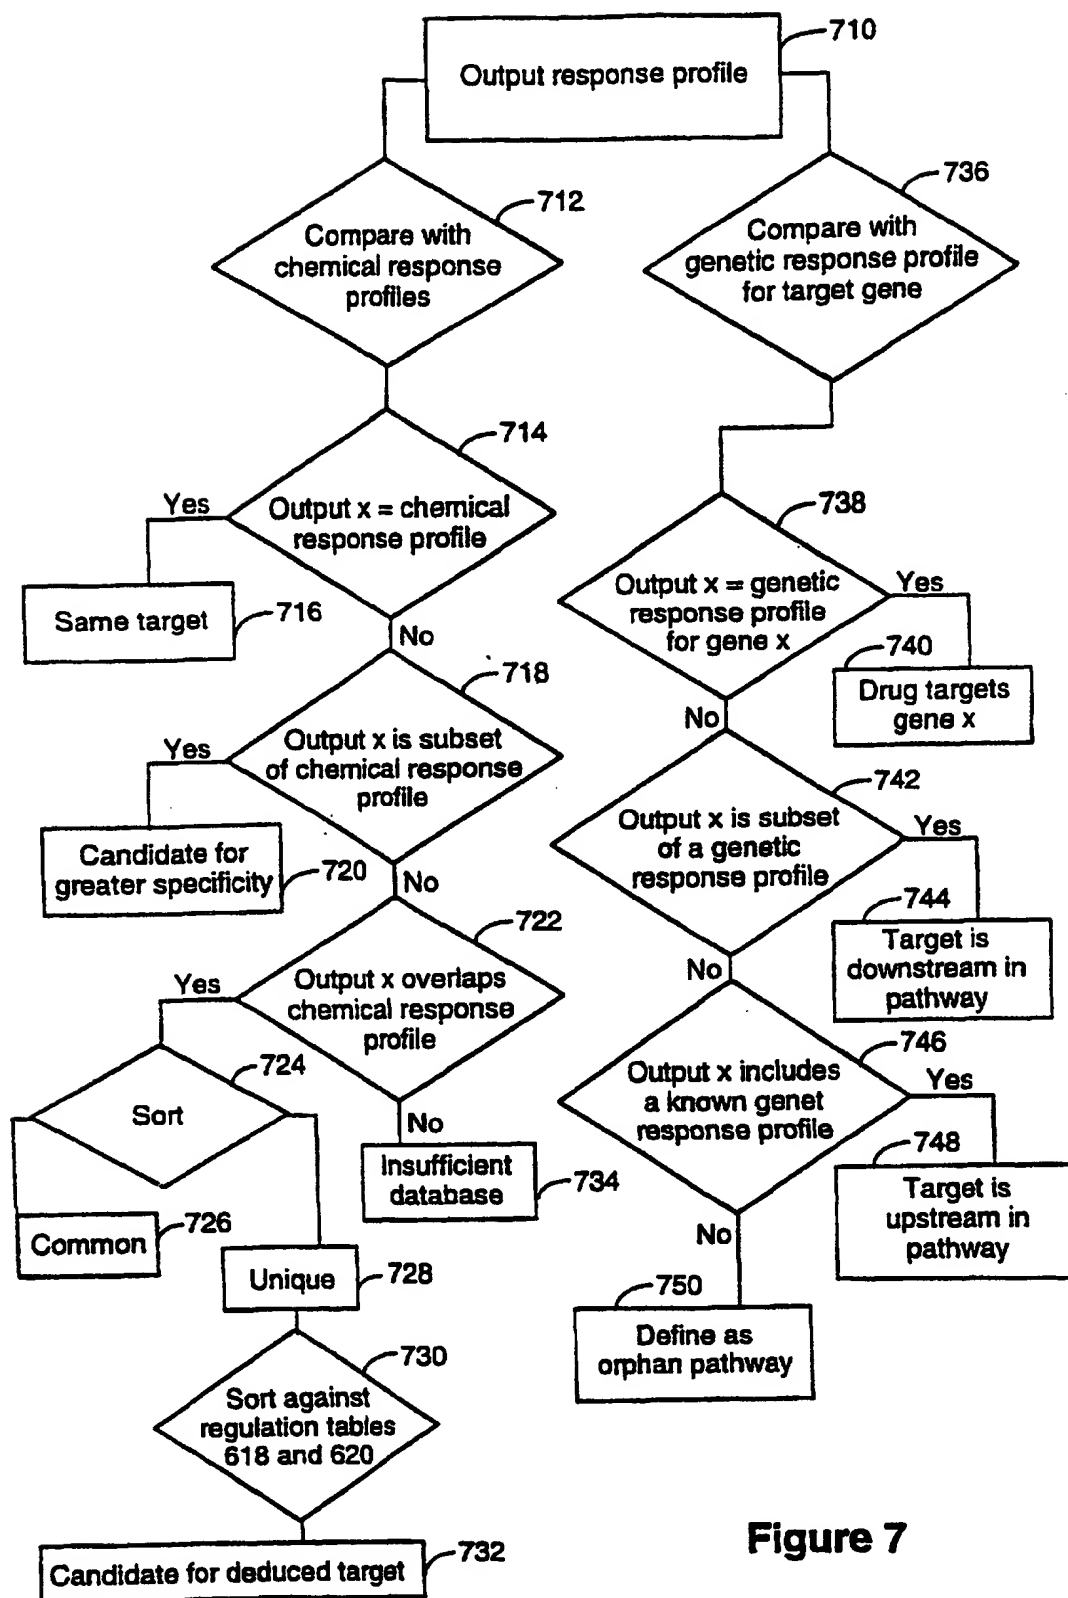 710
Output response profile
712
Compare with
chemical response
profiles
736
Compare with
genetic response profile
for target gene
714
Output x = chemical
response profile
Yes
716
Same target
No
718
Output x is subset
of chemical response
profile
Yes
Candidate for
greater specificity
720
No
722
Output x overlaps
chemical response
profile
Yes
724
Sort
No
Insufficient
database
734
726
Common
Unique
728
730
Sort against
regulation tables
618 and 620
Candidate for deduced target
732
738
Output x = genetic
response profile
for gene x
Yes
740
Drug targets
gene x
No
742
Output x is subset
of a genetic
response profile
Yes
744
Target is
downstream in
pathway
No
746
Output x includes
a known genet
response profile
Yes
748
Target is
upstream in
pathway
No
750
Define as
orphan pathway
Figure 7